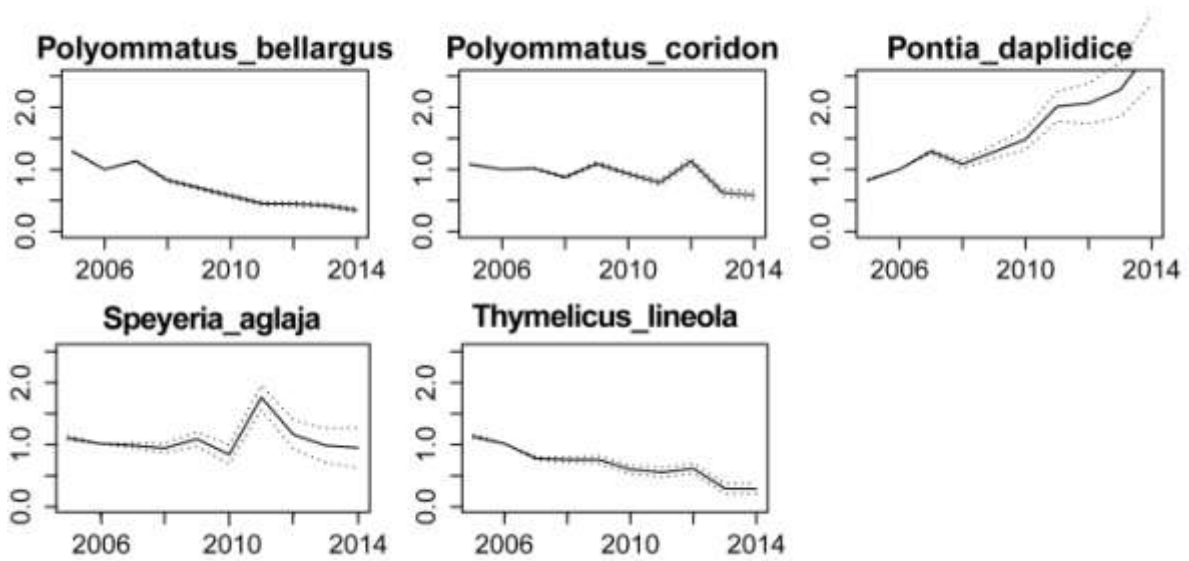 Polyommatus_bellargus
Polyommatus_coridon
Pontia_daplidice
0.0 1.0 2.0
2006 2010 2014
0.0 1.0 2.0
2006 2010 2014
0.0 1.0 2.0
2006 2010 2014
Speyeria_aglaja
Thymelicus_lineola
0.0 1.0 2.0
2006 2010 2014
0.0 1.0 2.0
2006 2010 2014